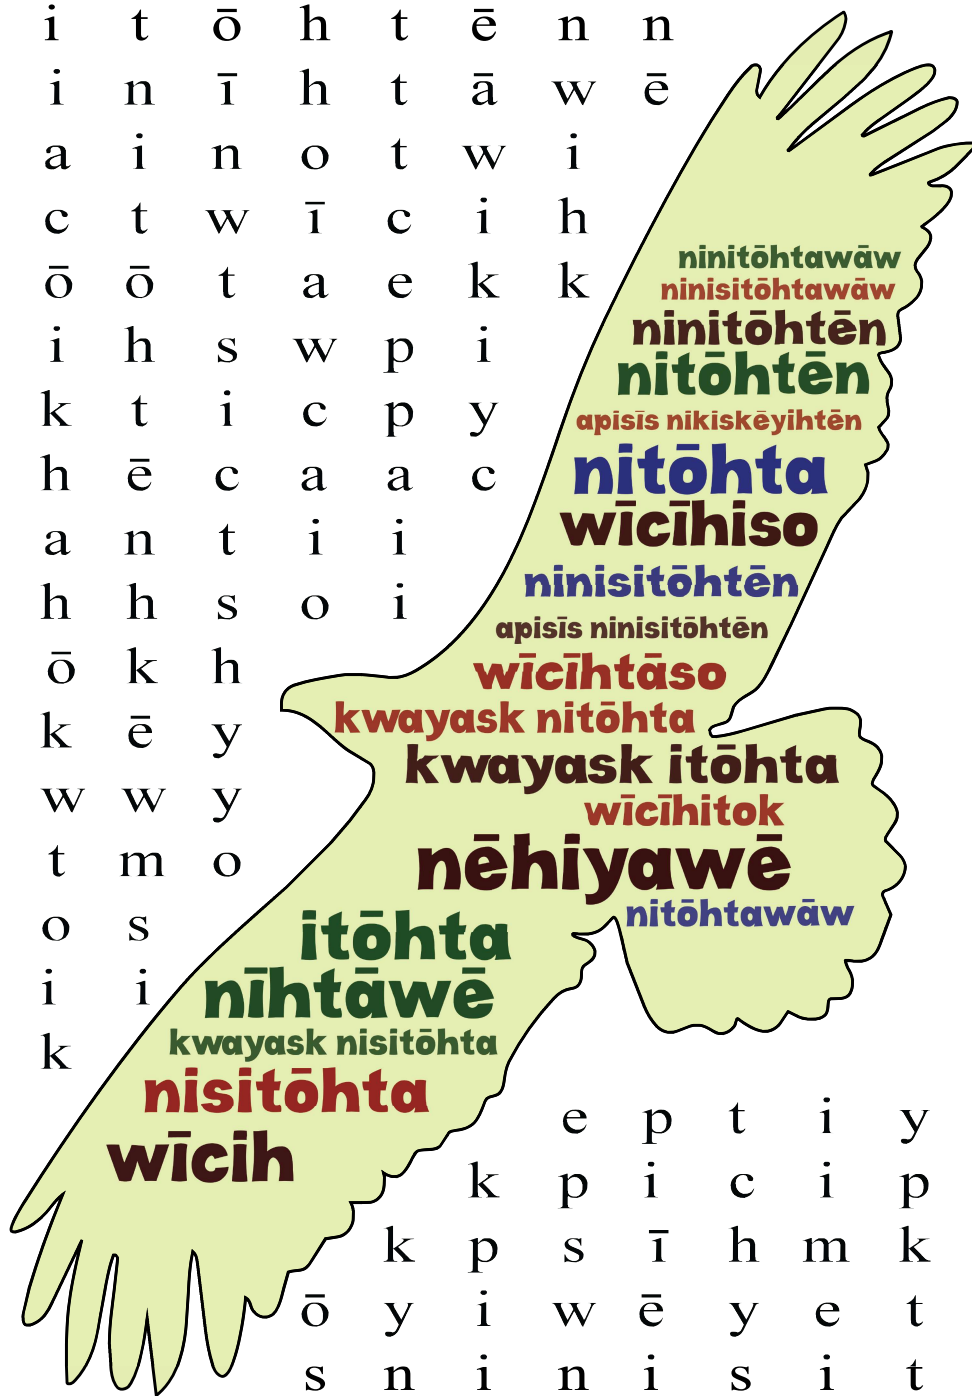 i t ō h t ē n n
i n ī h t ā w ē
a i n o t w i
c t w ī c i h
ō ō t a e k k
i h s w p i
k t i c p y
h ē c a a c
a n t i i
h h s o i
ō k h
k ē y
w w y
t m o
o s
i i
k
ninitōhtawāw
ninisitōhtawāw
ninitōhtēn
nitōhtēn
apisīs nikiskēyihtēn
nitōhta
wīcīhiso
ninisitōhtēn
apisīs ninisitōhtēn
wīcīhtāso
kwayask nitōhta
kwayask itōhta
wīcīhitok
nēhiyawē
nitōhtawāw
itōhta
nīhtāwē
kwayask nisitōhta
nisitōhta
wīcih
e p t i y
k p i c i p
k p s ī h m k
ō y i w ē y e t
s n i n i s i t